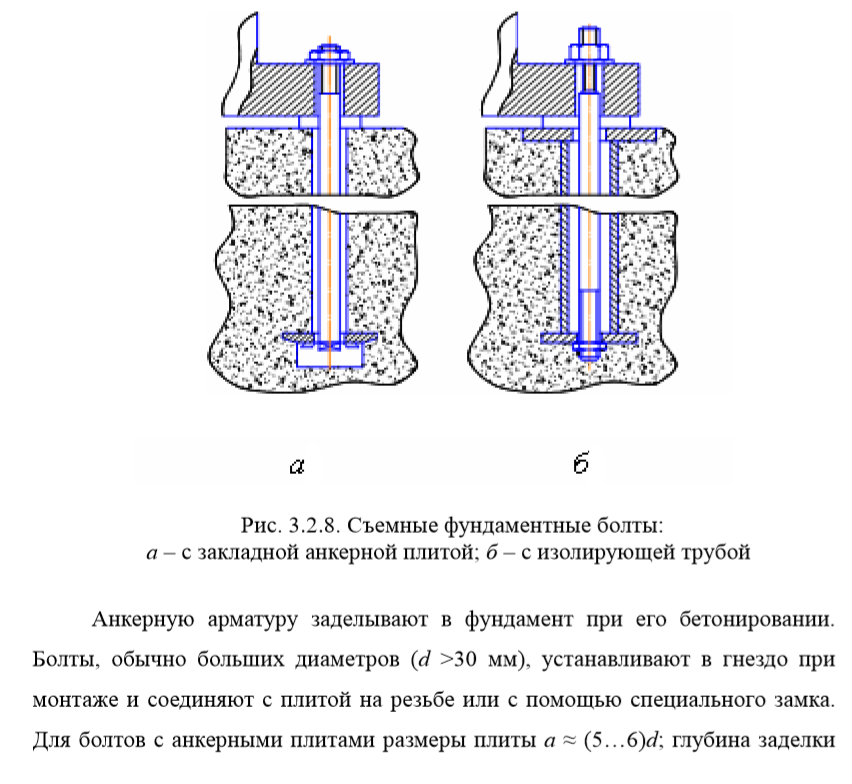 а
б
Рис. 3.2.8. Съемные фундаментные болты:
а – с закладной анкерной плитой; б – с изолирующей трубой
Анкерную арматуру заделывают в фундамент при его бетонировании.
Болты, обычно больших диаметров (d >30 мм), устанавливают в гнездо при
монтаже и соединяют с плитой на резьбе или с помощью специального замка.
Для болтов с анкерными плитами размеры плиты a ≈ (5…6)d; глубина заделки